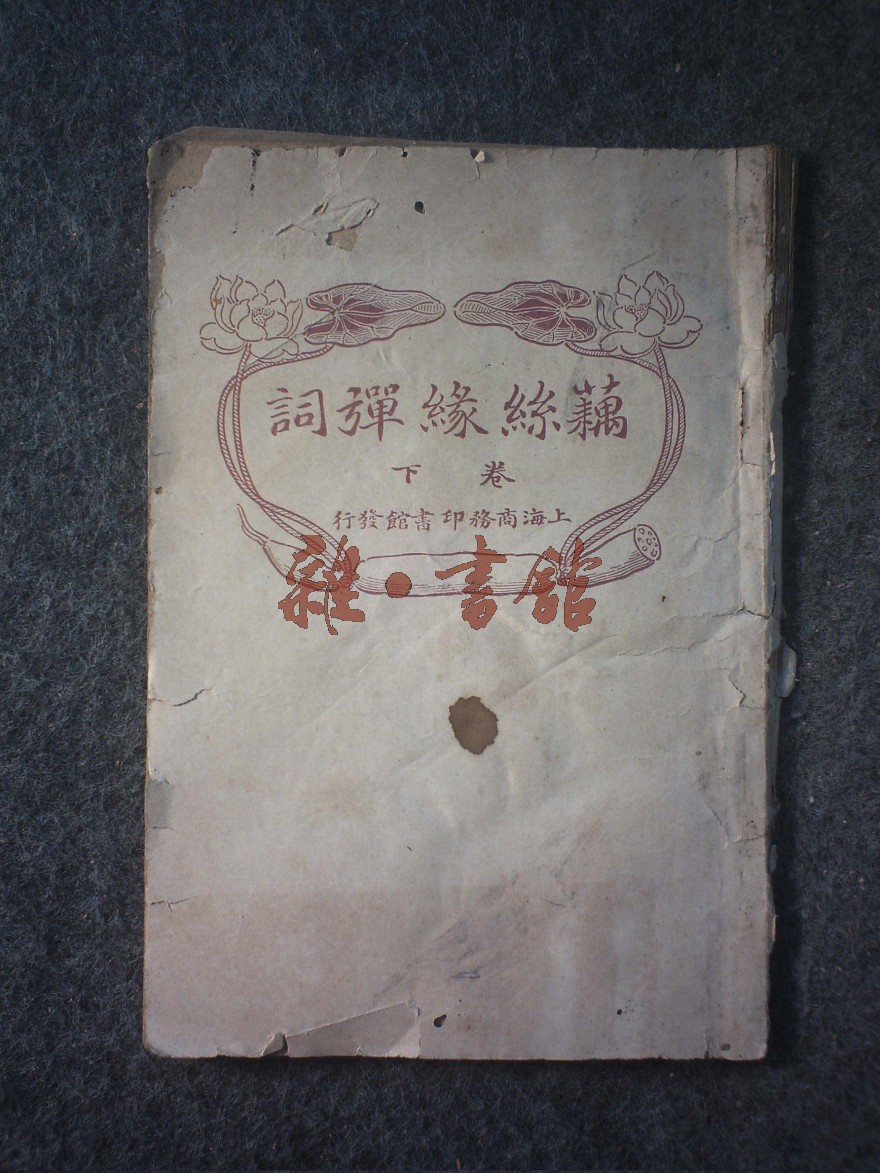 藕絲緣彈詞
卷下
上海商務印書館發行
雜·書館